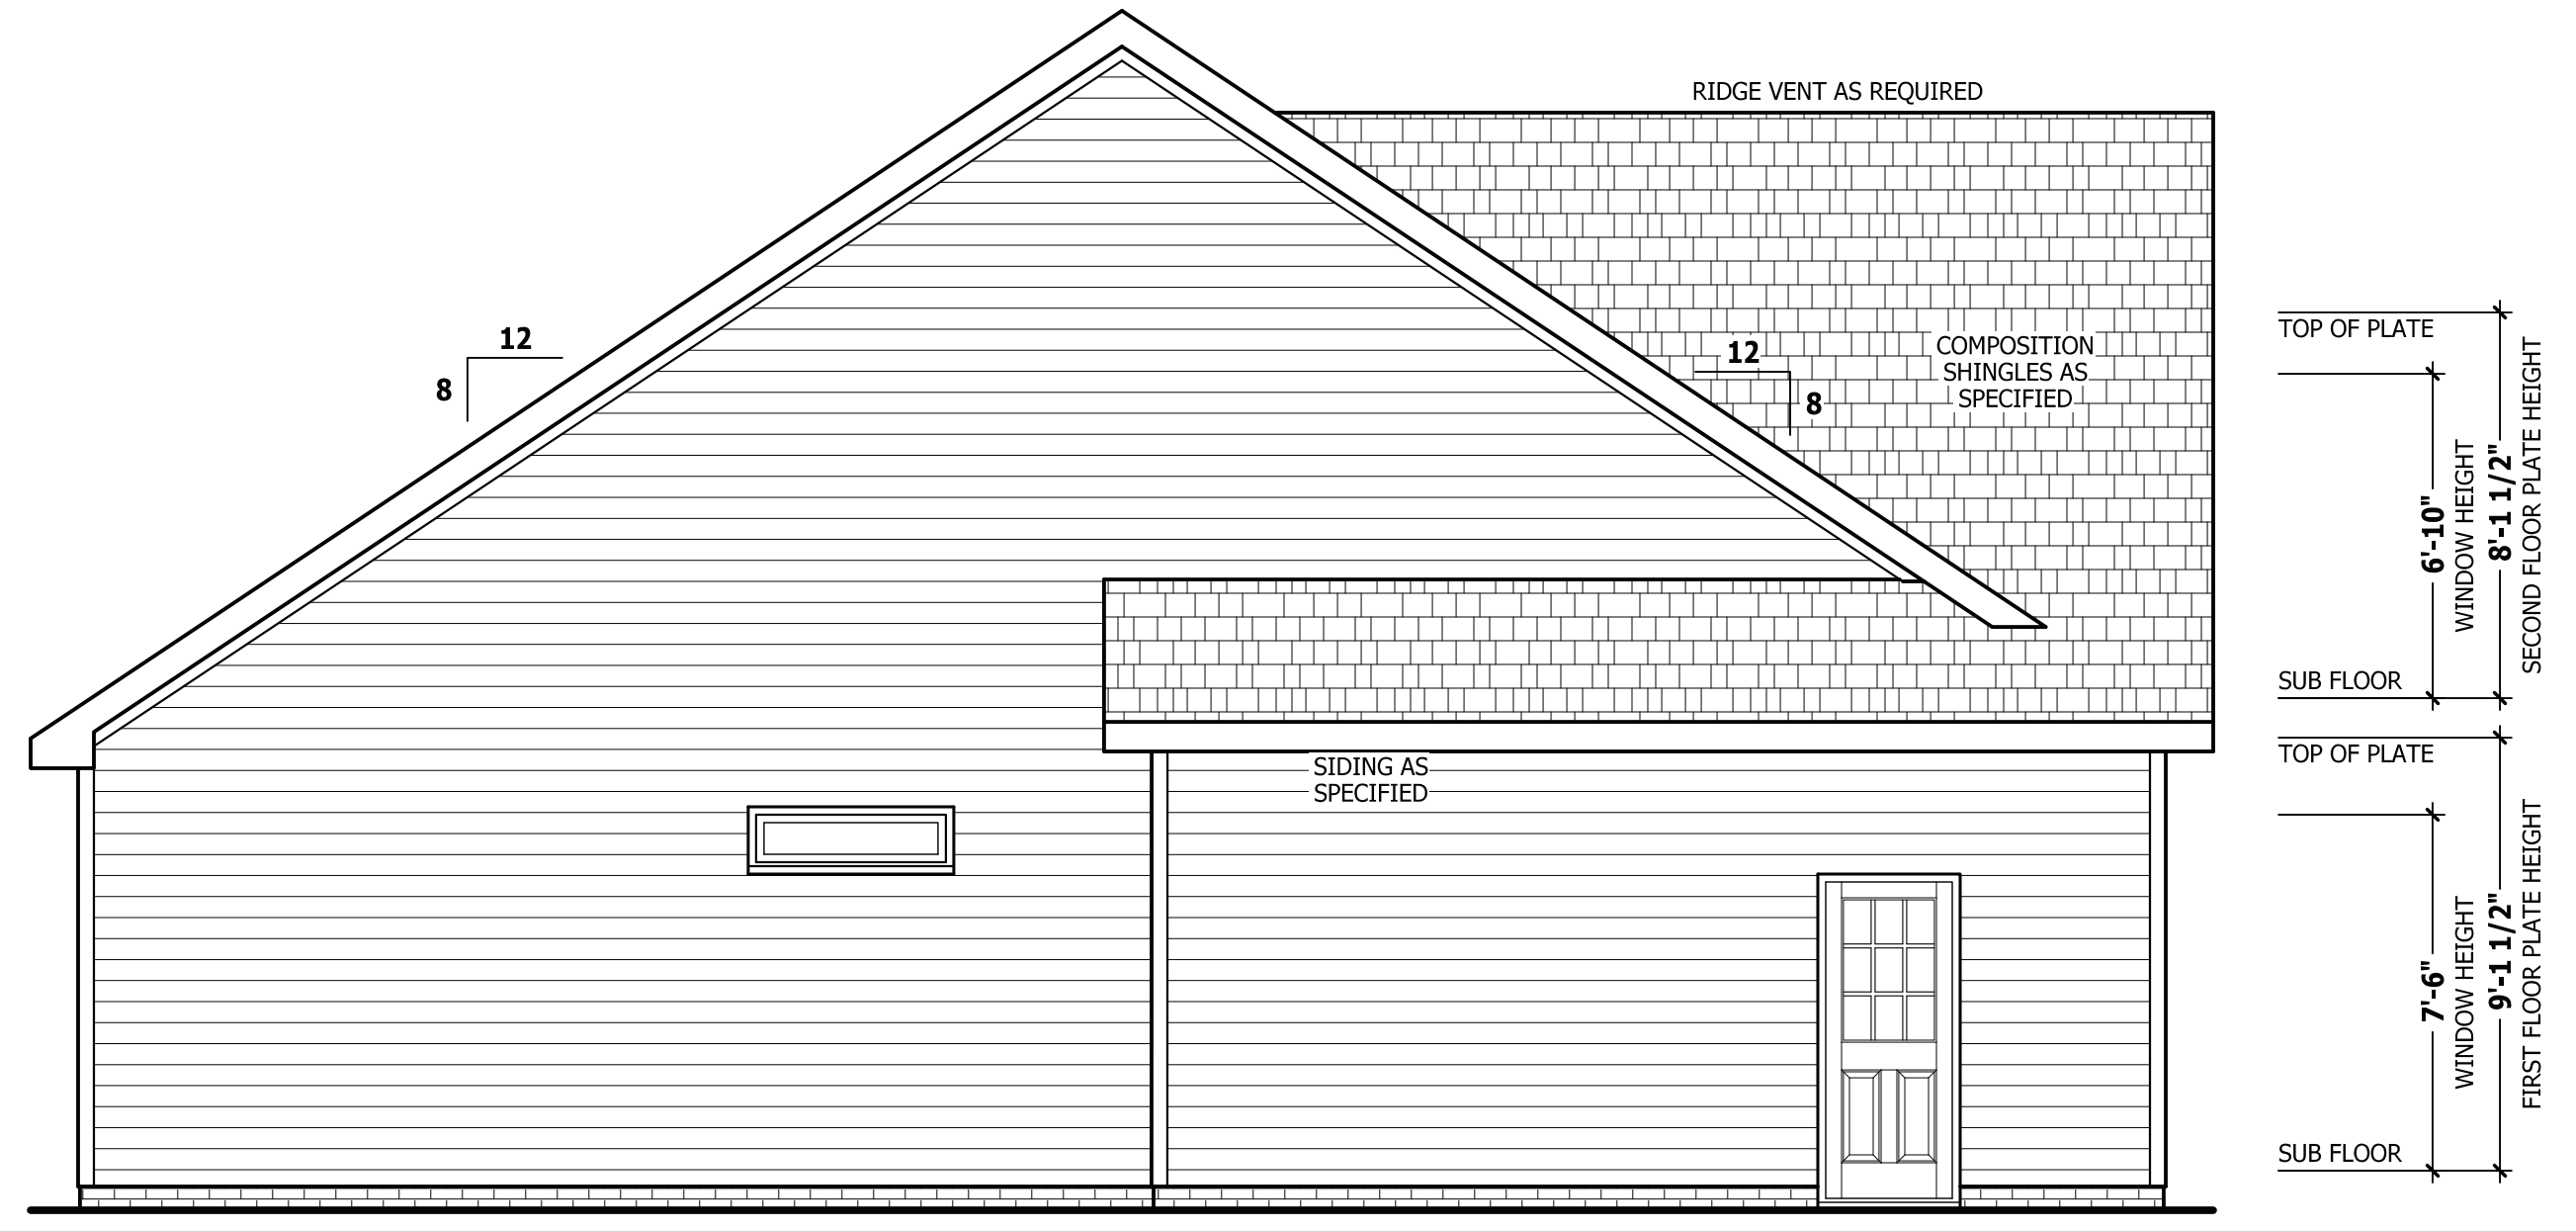 RIDGE VENT AS REQUIRED
12
8
12
8
COMPOSITION
SHINGLES AS
SPECIFIED
SIDING AS
SPECIFIED
TOP OF PLATE
6'-10"
WINDOW HEIGHT
8'-1 1/2"
SECOND FLOOR PLATE HEIGHT
SUB FLOOR
TOP OF PLATE
7'-6"
WINDOW HEIGHT
9'-1 1/2"
FIRST FLOOR PLATE HEIGHT
SUB FLOOR